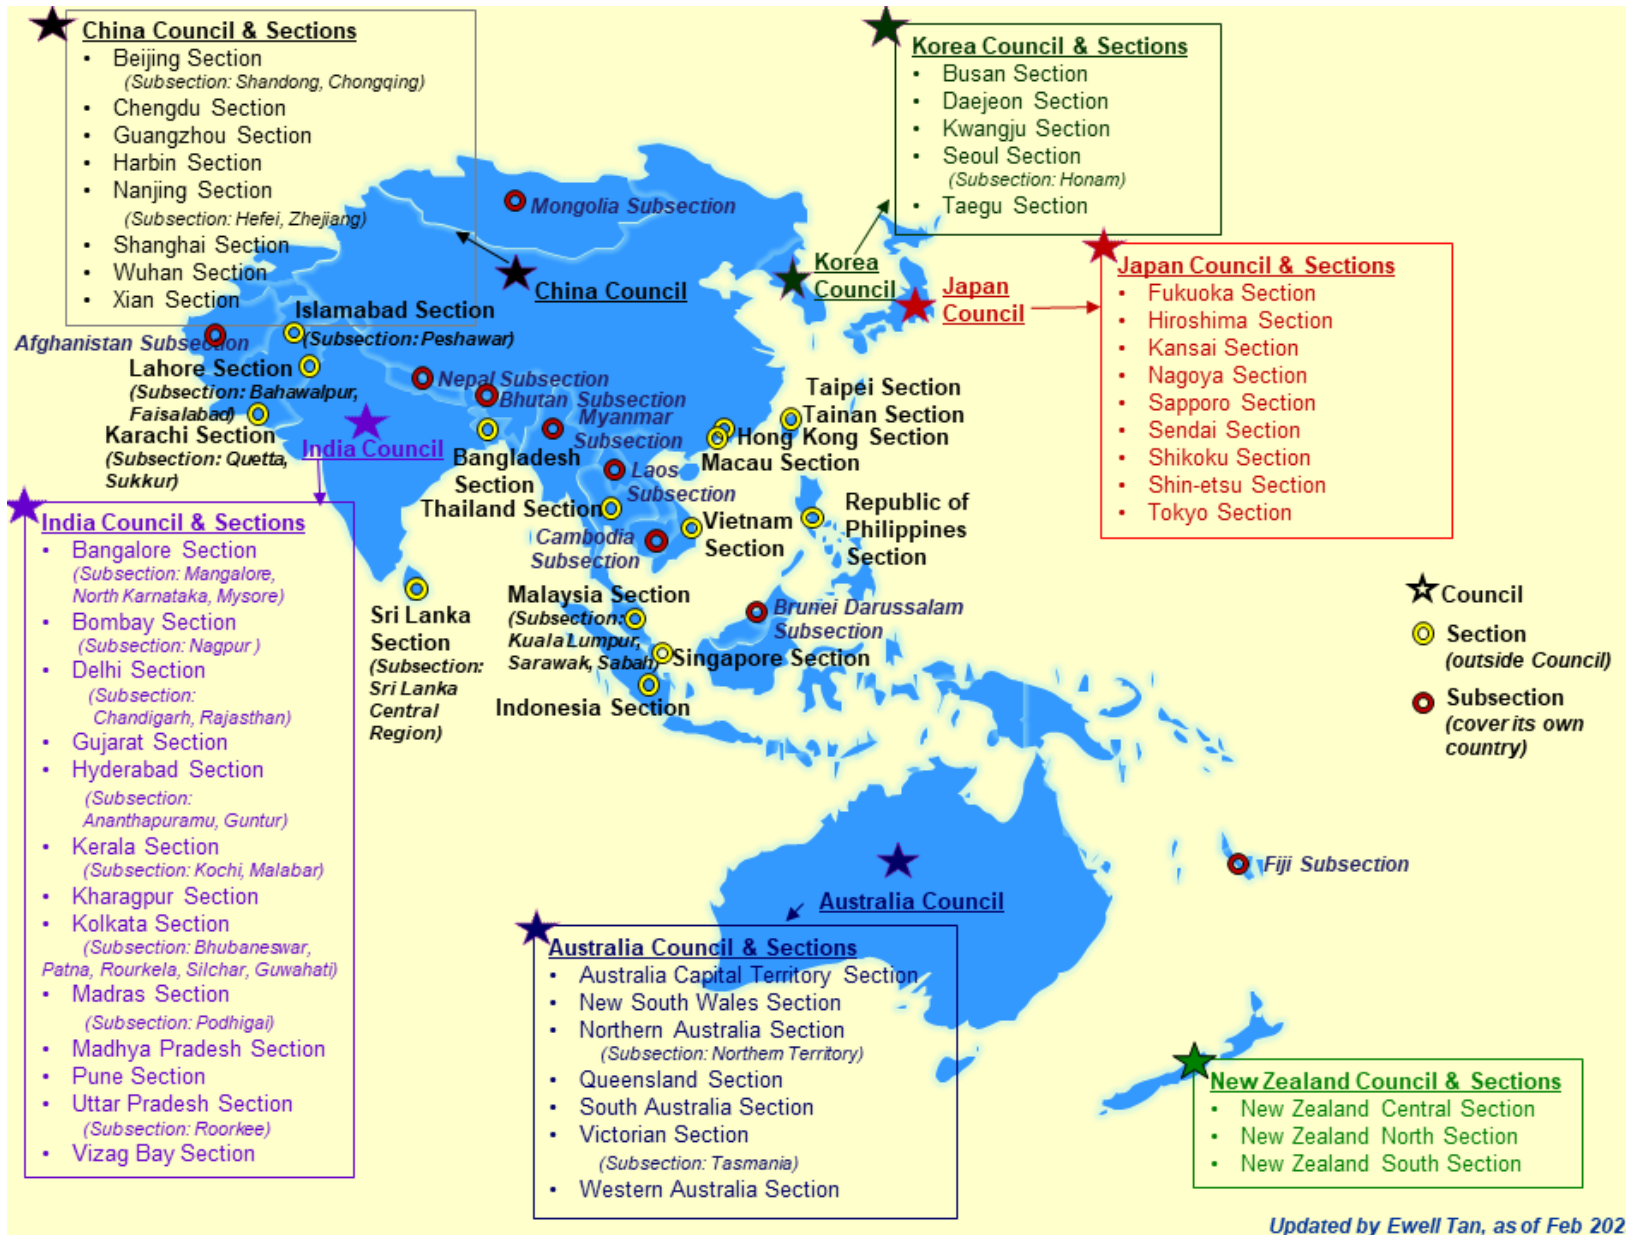 China Council & Sections
• Beijing Section
(Subsection: Shandong, Chongqing)
• Chengdu Section
• Guangzhou Section
• Harbin Section
• Nanjing Section
(Subsection: Hefei, Zhejiang)
• Shanghai Section
• Wuhan Section
• Xian Section
Korea Council & Sections
• Busan Section
• Daejeon Section
• Kwangju Section
• Seoul Section
(Subsection: Honam)
• Taegu Section
Japan Council & Sections
• Fukuoka Section
• Hiroshima Section
• Kansai Section
• Nagoya Section
• Sapporo Section
• Sendai Section
• Shikoku Section
• Shin-etsu Section
• Tokyo Section
Mongolia Subsection
China Council
Korea
Council
Japan
Council
Islamabad Section
(Subsection: Peshawar)
Afghanistan Subsection
Lahore Section
(Subsection: Bahawalpur,
Faisalabad)
Karachi Section
(Subsection: Quetta,
Sukkur)
India Council
Nepal Subsection
Bhutan Subsection
Myanmar
Subsection
Bangladesh
Section
Laos
Subsection
Thailand Section
Cambodia
Subsection
Vietnam
Section
Taipei Section
Tainan Section
Hong Kong Section
Macau Section
Republic of
Philippines
Section
Sri Lanka
Section
(Subsection:
Sri Lanka
Central
Region)
Malaysia Section
(Subsection:
Kuala Lumpur,
Sarawak, Sabah)
Brunei Darussalam
Subsection
Singapore Section
Indonesia Section
Council
Section
(outside Council)
Subsection
(cover its own
country)
India Council & Sections
• Bangalore Section
(Subsection: Mangalore,
North Karnataka, Mysore)
• Bombay Section
(Subsection: Nagpur )
• Delhi Section
(Subsection:
Chandigarh, Rajasthan)
• Gujarat Section
• Hyderabad Section
(Subsection:
Ananthapuramu, Guntur)
• Kerala Section
(Subsection: Kochi, Malabar)
• Kharagpur Section
• Kolkata Section
(Subsection: Bhubaneswar,
Patna, Rourkela, Silchar, Guwahati)
• Madras Section
(Subsection: Podhigai)
• Madhya Pradesh Section
• Pune Section
• Uttar Pradesh Section
(Subsection: Roorkee)
• Vizag Bay Section
Fiji Subsection
Australia Council
Australia Council & Sections
• Australia Capital Territory Section
• New South Wales Section
• Northern Australia Section
(Subsection: Northern Territory)
• Queensland Section
• South Australia Section
• Victorian Section
(Subsection: Tasmania)
• Western Australia Section
New Zealand Council & Sections
• New Zealand Central Section
• New Zealand North Section
• New Zealand South Section
Updated by Ewell Tan, as of Feb 202